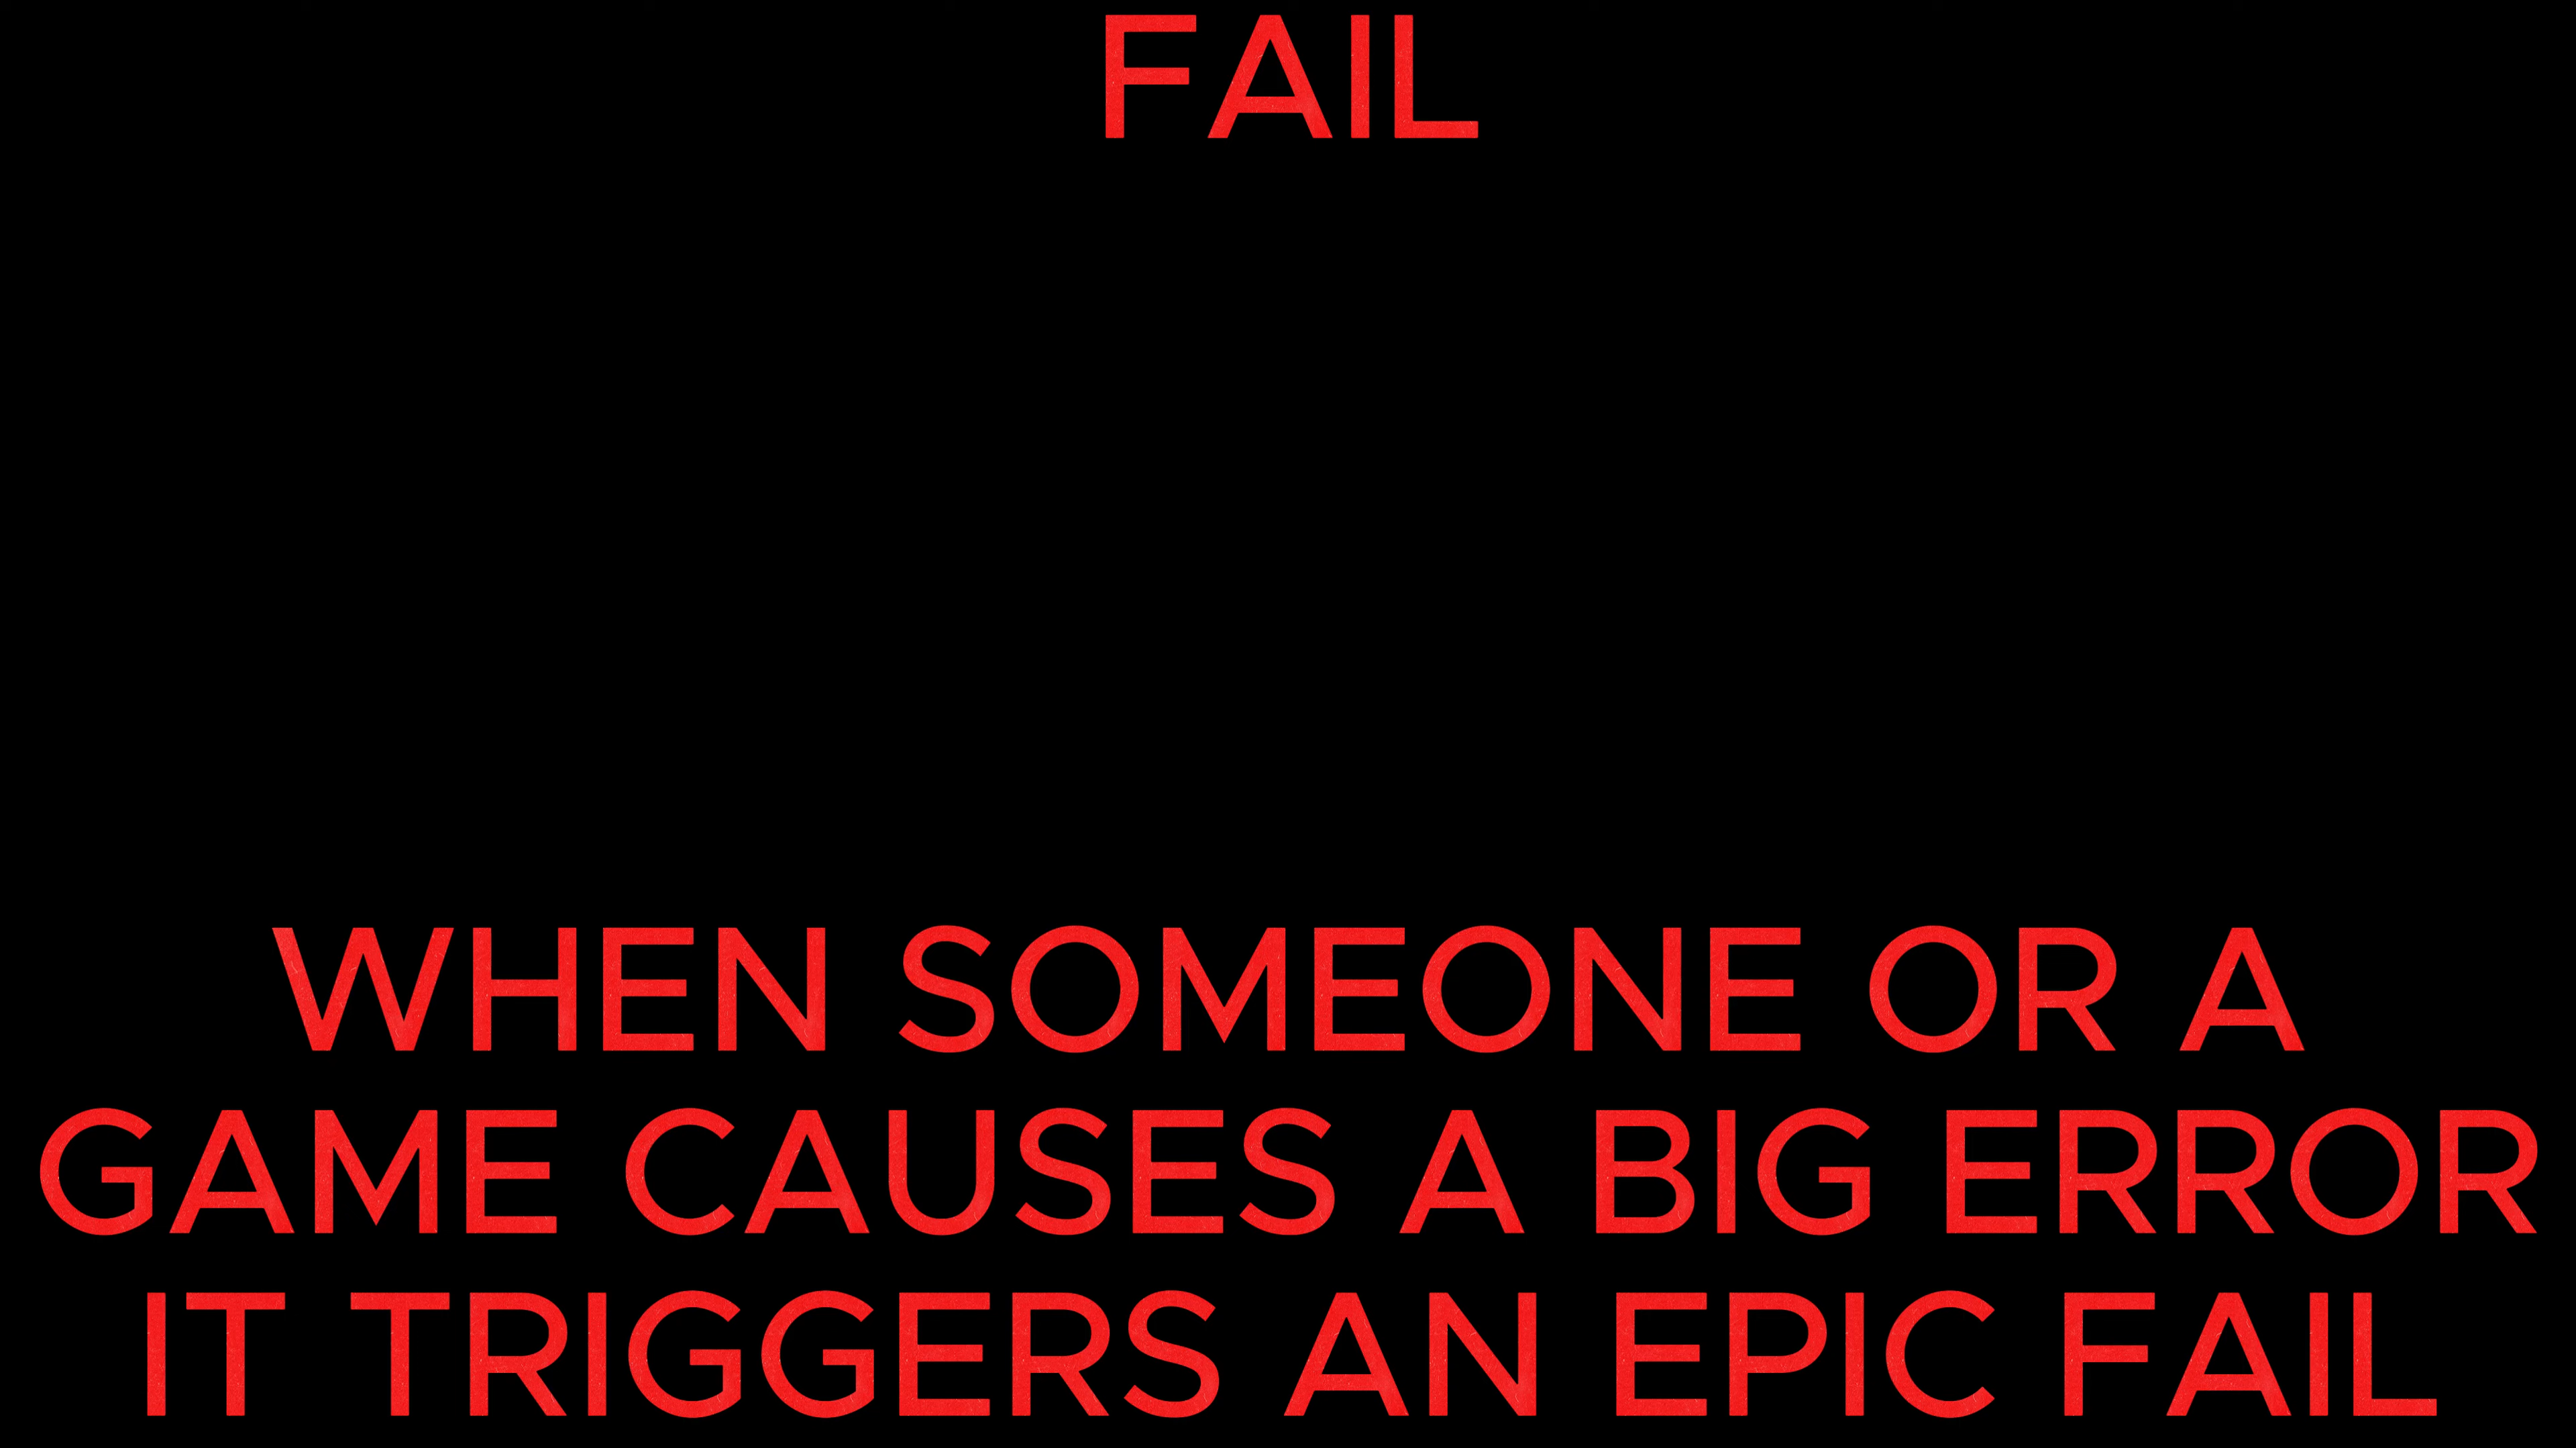 FAIL
WHEN SOMEONE OR A
GAME CAUSES A BIG ERROR
IT TRIGGERS AN EPIC FAIL